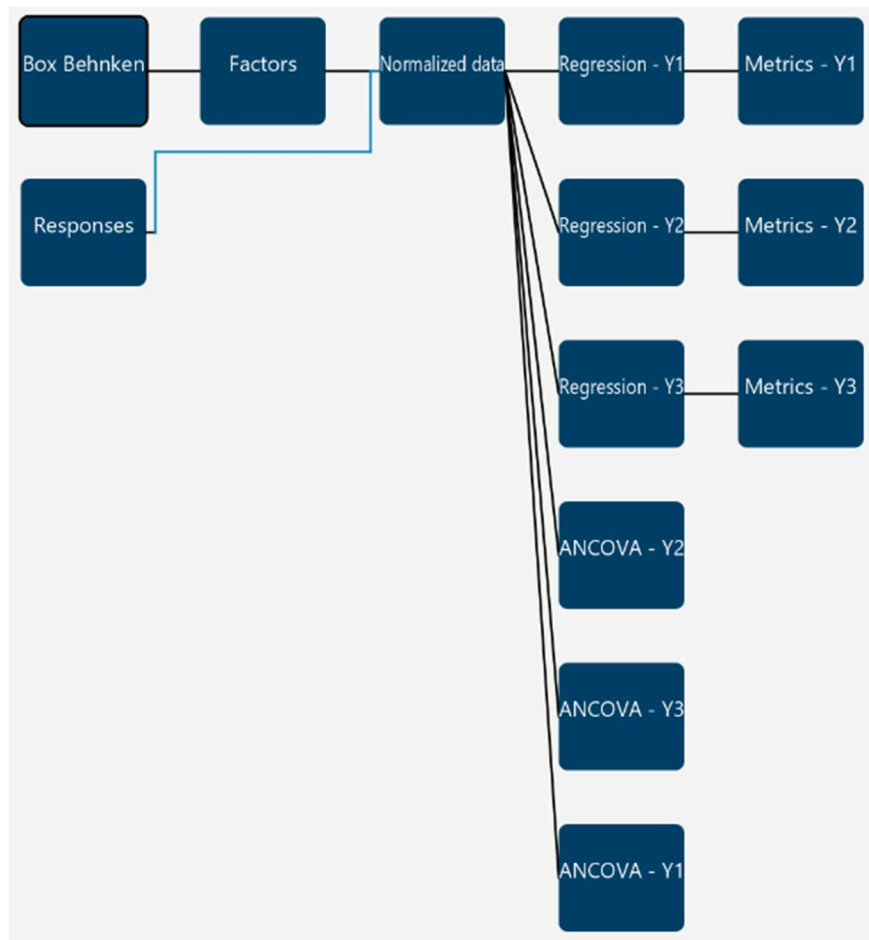 Box Behnken
Factors
Normalized data
Regression - Y1
Metrics - Y1
Responses
Regression - Y2
Metrics - Y2
Regression - Y3
Metrics - Y3
ANCOVA - Y2
ANCOVA - Y3
ANCOVA - Y1